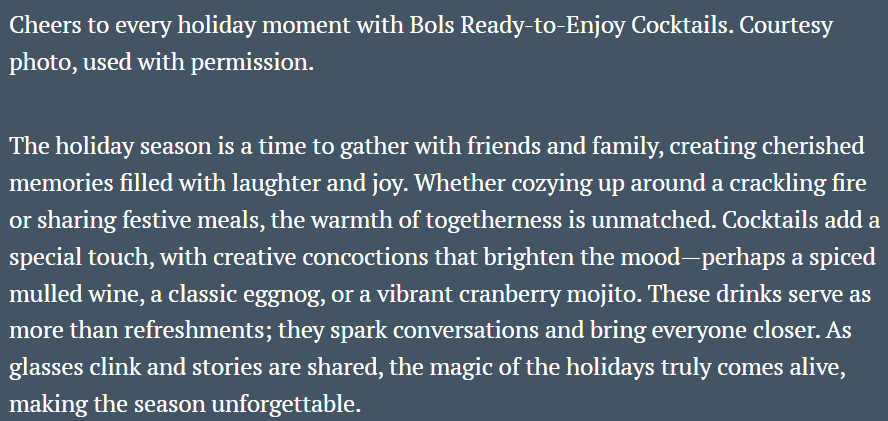 Cheers to every holiday moment with Bols Ready-to-Enjoy Cocktails. Courtesy
photo, used with permission.
The holiday season is a time to gather with friends and family, creating cherished
memories filled with laughter and joy. Whether cozying up around a crackling fire
or sharing festive meals, the warmth of togetherness is unmatched. Cocktails add a
special touch, with creative concoctions that brighten the mood—perhaps a spiced
mulled wine, a classic eggnog, or a vibrant cranberry mojito. These drinks serve as
more than refreshments; they spark conversations and bring everyone closer. As
glasses clink and stories are shared, the magic of the holidays truly comes alive,
making the season unforgettable.